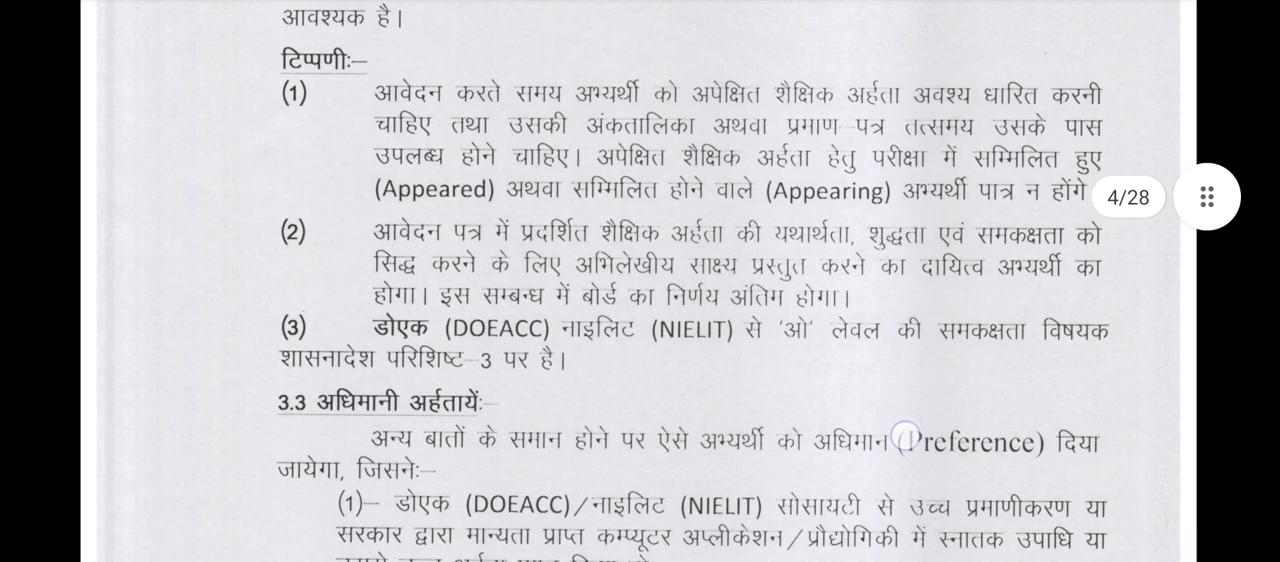 आवश्यक है।
टिप्पणीः–
(1) आवेदन करते समय अभ्यर्थी को अपेक्षित शैक्षिक अर्हता अवश्य धारित करनी
चाहिए तथा उसकी अंकतालिका अथवा प्रमाण–पत्र तत्समय उसके पास
उपलब्ध होने चाहिए। अपेक्षित शैक्षिक अर्हता हेतु परीक्षा में सम्मिलित हुए
(Appeared) अथवा सम्मिलित होने वाले (Appearing) अभ्यर्थी पात्र न होंगे
4/28
(2) आवेदन पत्र में प्रदर्शित शैक्षिक अर्हता की यथार्थता, शुद्धता एवं समकक्षता को
सिद्ध करने के लिए अभिलेखीय साक्ष्य प्रस्तुत करने का दायित्व अभ्यर्थी का
होगा। इस सम्बन्ध में बोर्ड का निर्णय अंतिम होगा।
(3) डोएक (DOEACC) नाइलिट (NIELIT) से 'ओ' लेवल की समकक्षता विषयक
शासनादेश परिशिष्ट–3 पर है।
3.3 अधिमानी अर्हतायेंः–
अन्य बातों के समान होने पर ऐसे अभ्यर्थी को अधिमान (Preference) दिया
जायेगा, जिसनेः–
(1)– डोएक (DOEACC)/नाइलिट (NIELIT) सोसायटी से उच्च प्रमाणीकरण या
सरकार द्वारा मान्यता प्राप्त कम्प्यूटर अप्लीकेशन/प्रौद्योगिकी में स्नातक उपाधि या